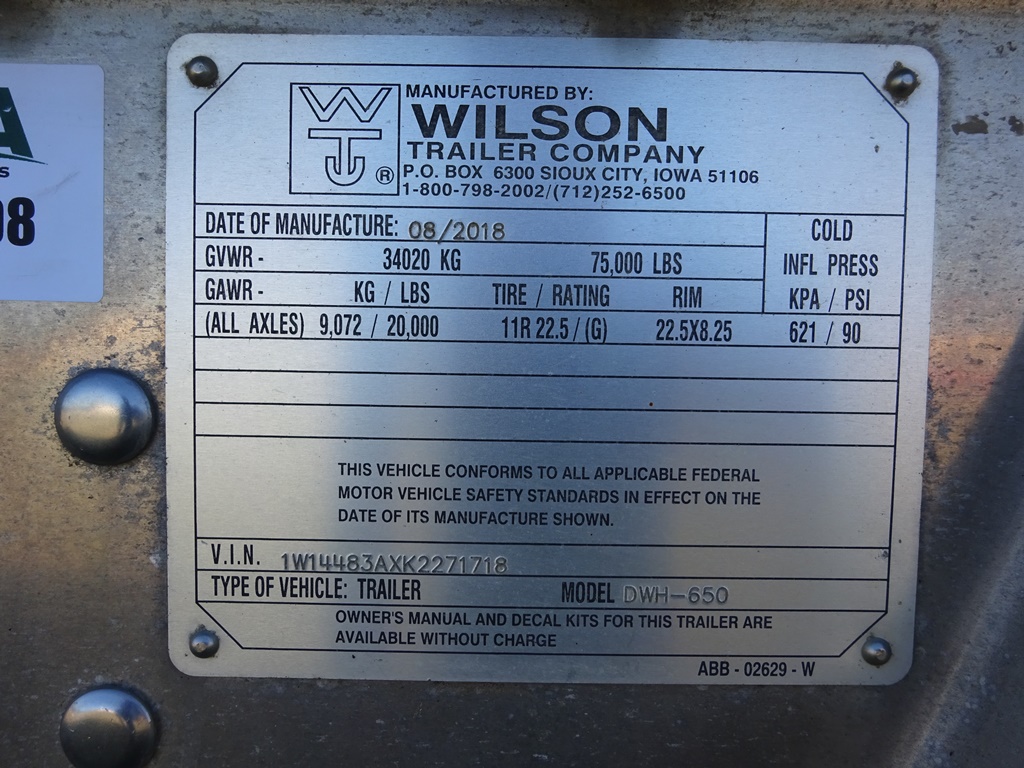 A
S
08
WT
®
MANUFACTURED BY:
WILSON
TRAILER COMPANY
P.O. BOX 6300 SIOUX CITY, IOWA 51106
1-800-798-2002/(712)252-6500
DATE OF MANUFACTURE: 08/2018
COLD
INFL PRESS
KPA / PSI
GVWR - 34020 KG 75,000 LBS
GAWR - KG / LBS TIRE / RATING RIM
(ALL AXLES) 9,072 / 20,000 11R 22.5 / (G) 22.5X8.25 621 / 90
THIS VEHICLE CONFORMS TO ALL APPLICABLE FEDERAL
MOTOR VEHICLE SAFETY STANDARDS IN EFFECT ON THE
DATE OF ITS MANUFACTURE SHOWN.
V.I.N. 1W14483AXK2271718
TYPE OF VEHICLE: TRAILER MODEL DWH-650
OWNER'S MANUAL AND DECAL KITS FOR THIS TRAILER ARE
AVAILABLE WITHOUT CHARGE
ABB - 02629 - W